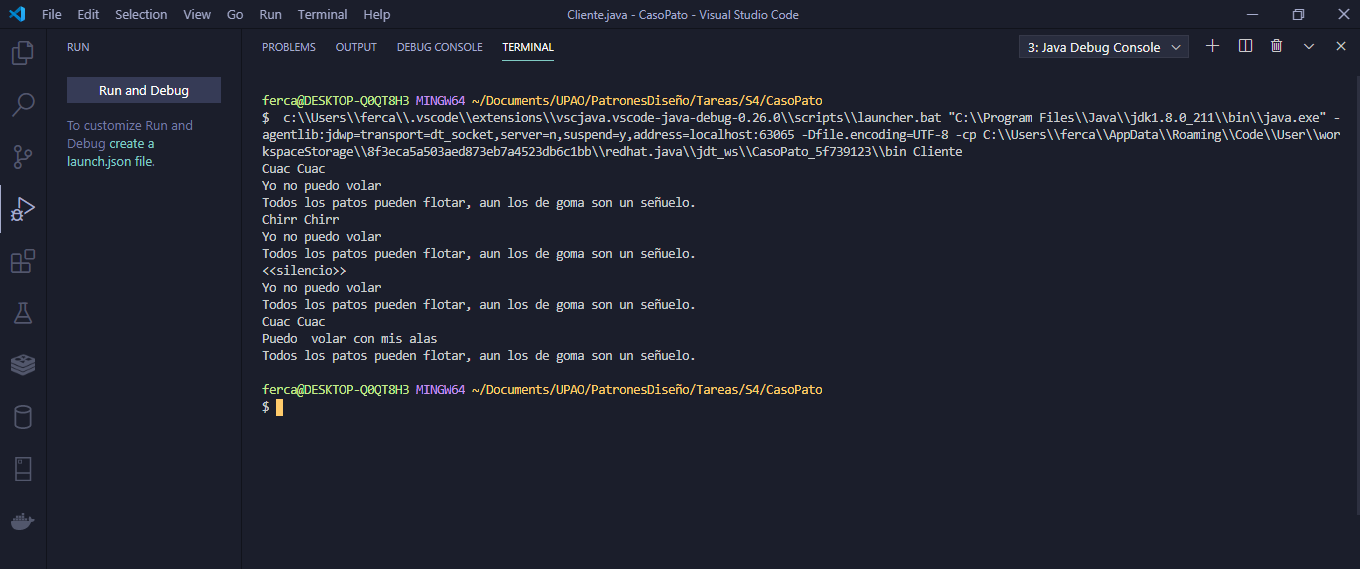 File Edit Selection View Go Run Terminal Help
Cliente.java - CasoPato - Visual Studio Code
RUN
Run and Debug
To customize Run and
Debug create a
launch.json file.
PROBLEMS OUTPUT DEBUG CONSOLE TERMINAL
3: Java Debug Console
ferca@DESKTOP-Q0QT8H3 MINGW64 ~/Documents/UPAO/PatronesDiseño/Tareas/S4/CasoPato
$  c:\\Users\\ferca\\.vscode\\extensions\\vscjava.vscode-java-debug-0.26.0\\scripts\\launcher.bat "C:\\Program Files\\Java\\jdk1.8.0_211\\bin\\java.exe" -
agentlib:jdwp=transport=dt_socket,server=n,suspend=y,address=localhost:63065 -Dfile.encoding=UTF-8 -cp C:\\Users\\ferca\\AppData\\Roaming\\Code\\User\\wor
kspaceStorage\\8f3eca5a503aed873eb7a4523db6c1bb\\redhat.java\\jdt_ws\\CasoPato_5f739123\\bin Cliente
Cuac Cuac
Yo no puedo volar
Todos los patos pueden flotar, aun los de goma son un señuelo.
Chirr Chirr
Yo no puedo volar
Todos los patos pueden flotar, aun los de goma son un señuelo.
<<silencio>>
Yo no puedo volar
Todos los patos pueden flotar, aun los de goma son un señuelo.
Cuac Cuac
Puedo  volar con mis alas
Todos los patos pueden flotar, aun los de goma son un señuelo.
ferca@DESKTOP-Q0QT8H3 MINGW64 ~/Documents/UPAO/PatronesDiseño/Tareas/S4/CasoPato
$